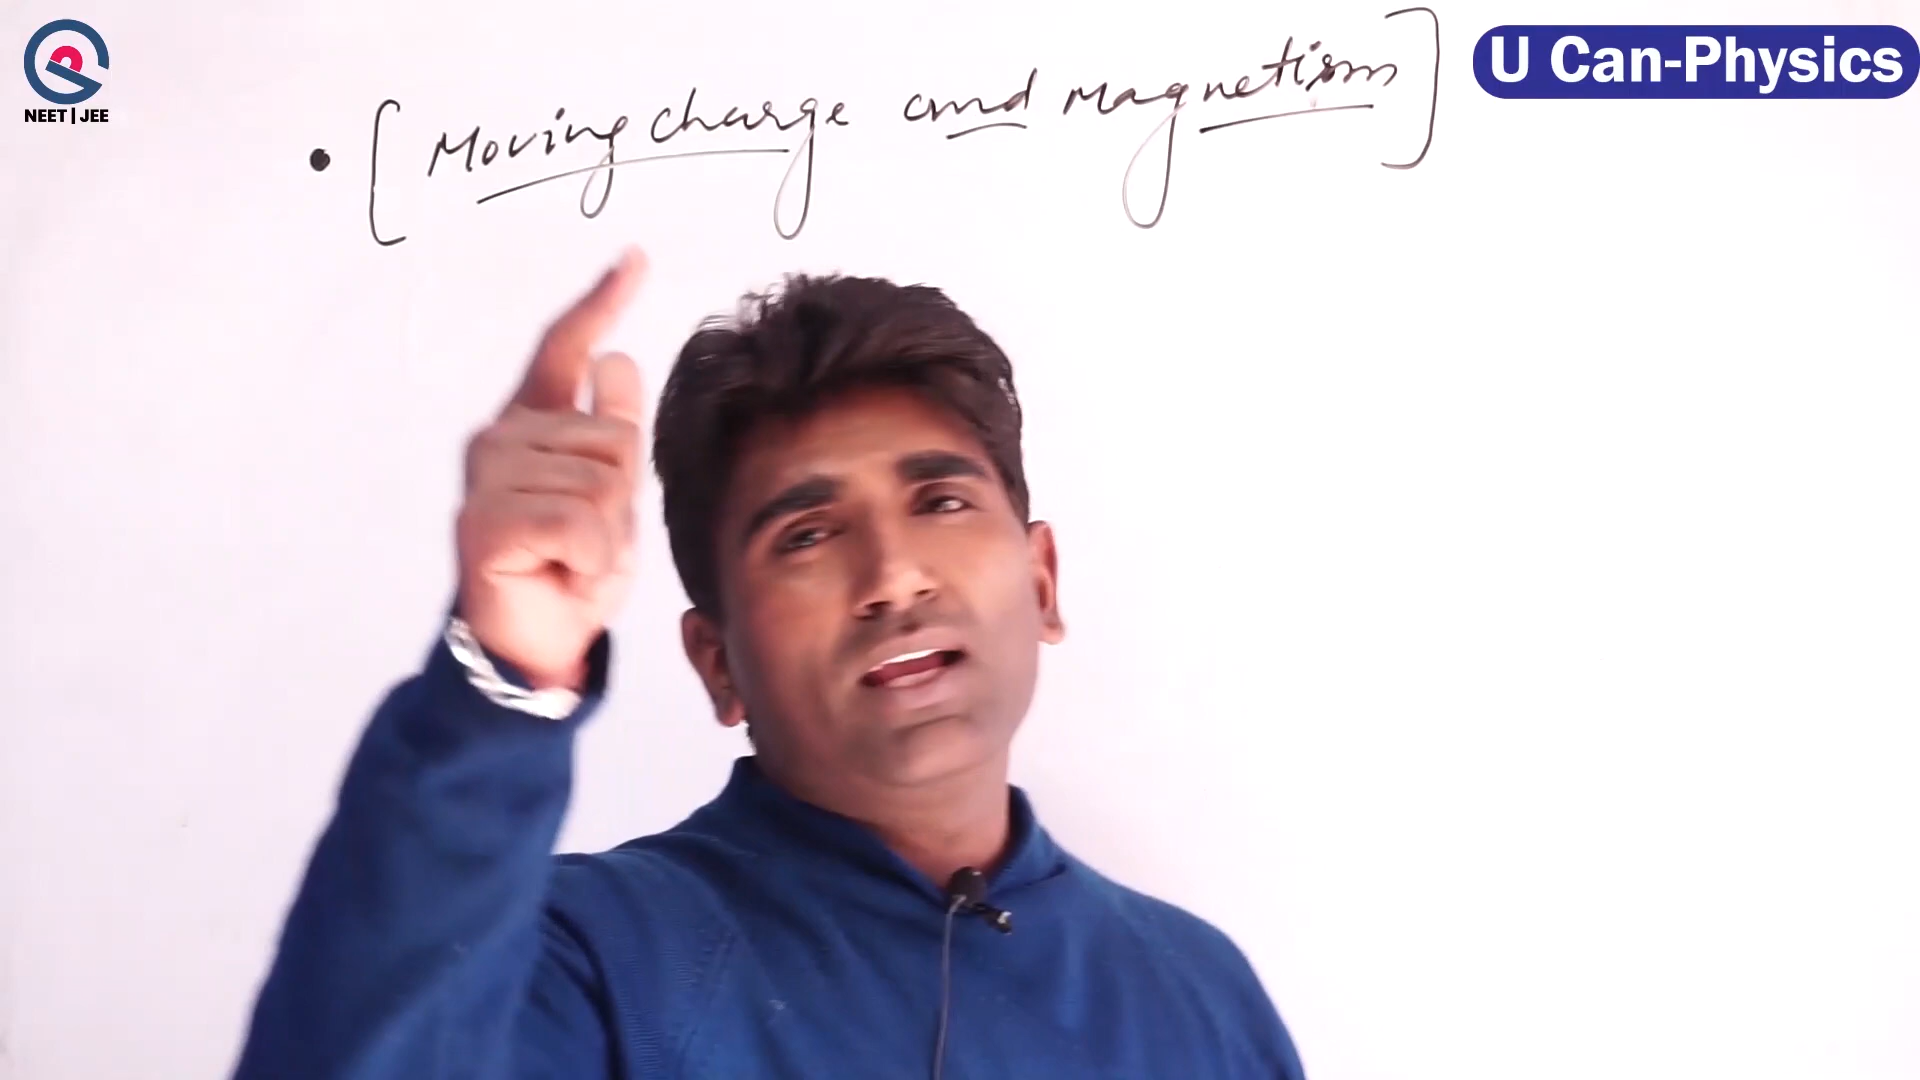 NEET | JEE
U Can-Physics
• [ Moving charge and Magnetism ]